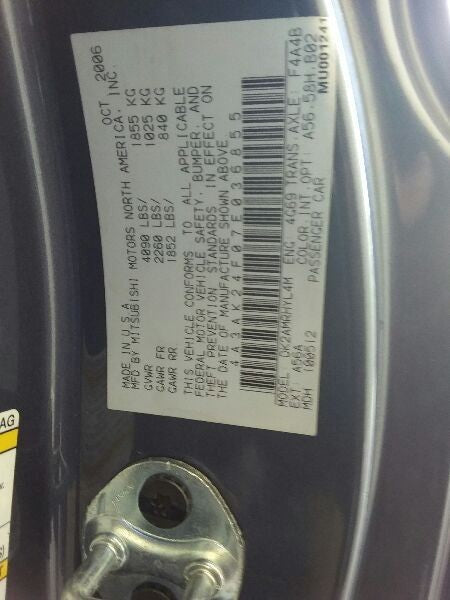 MADE IN U.S.A. OCT 2006
MFD BY MITSUBISHI MOTORS NORTH AMERICA, INC.
GVWR 4090 LBS/ 1855 KG
GAWR FR 2260 LBS/ 1025 KG
GAWR RR 1852 LBS/ 840 KG
THIS VEHICLE CONFORMS TO ALL APPLICABLE
FEDERAL MOTOR VEHICLE SAFETY, BUMPER, AND
THEFT PREVENTION STANDARDS IN EFFECT ON
THE DATE OF MANUFACTURE SHOWN ABOVE
4A3AK24F07E036855
MODEL: DK2AMRHYL4M ENG: 4G69 TRANS AXLE: F4A4B
EXT: A56A COLOR INT OPT: A56.58H.B02
MDH 100512 PASSENGER CAR
MU001241
AG